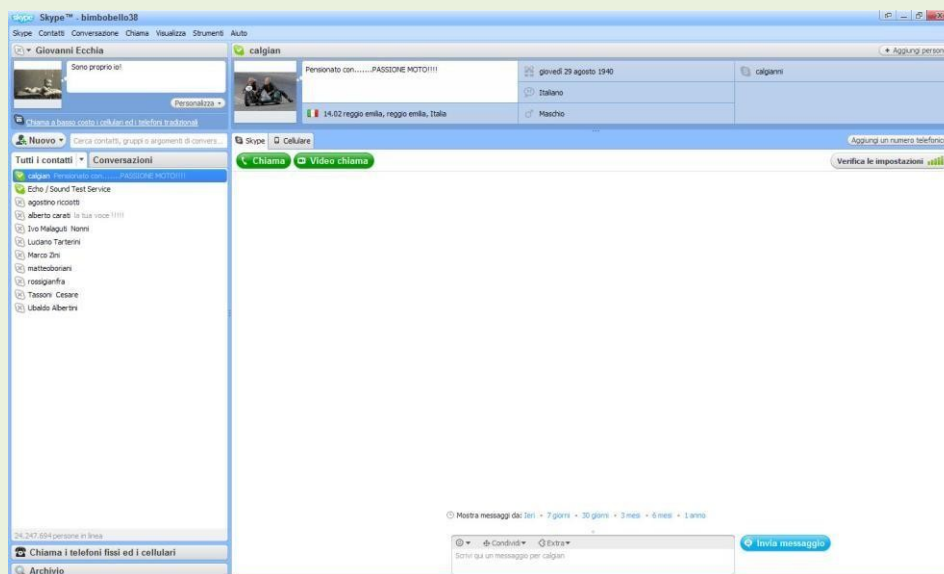 Skype™ - bimbobello38
Skype Contatti Conversazione Chiama Visualizza Strumenti Aiuto
Giovanni Ecchia
Sono proprio io!
Personalizza
Chiama a basso costo i cellulari ed i telefoni tradizionali
calgian
+ Aggiungi person
Pensionato con.......PASSIONE MOTO!!!!
giovedì 29 agosto 1940
calgianni
Italiano
14.02 reggio emilia, reggio emilia, Italia
Maschio
Nuovo
Cerca contatti, gruppi o argomenti di convers...
Skype
Cellulare
Aggiungi un numero telefonico
Tutti i contatti
Conversazioni
Chiama
Video chiama
Verifica le impostazioni
calgian Pensionato con.......PASSIONE MOTO!!!!
Echo / Sound Test Service
agostino ricciotti
alberto carati la tua voce !!!!!
Ivo Malaguti Nonni
Luciano Tarterini
Marco Zini
matteoboriani
rossigianfra
Tassoni Cesare
Ubaldo Albertini
Mostra messaggi da: Ieri • 7 giorni • 30 giorni • 3 mesi • 6 mesi • 1 anno
24.247.694 persone in linea
Chiama i telefoni fissi ed i cellulari
Archivio
Condividi
Extra
Scrivi qui un messaggio per calgian
Invia messaggio